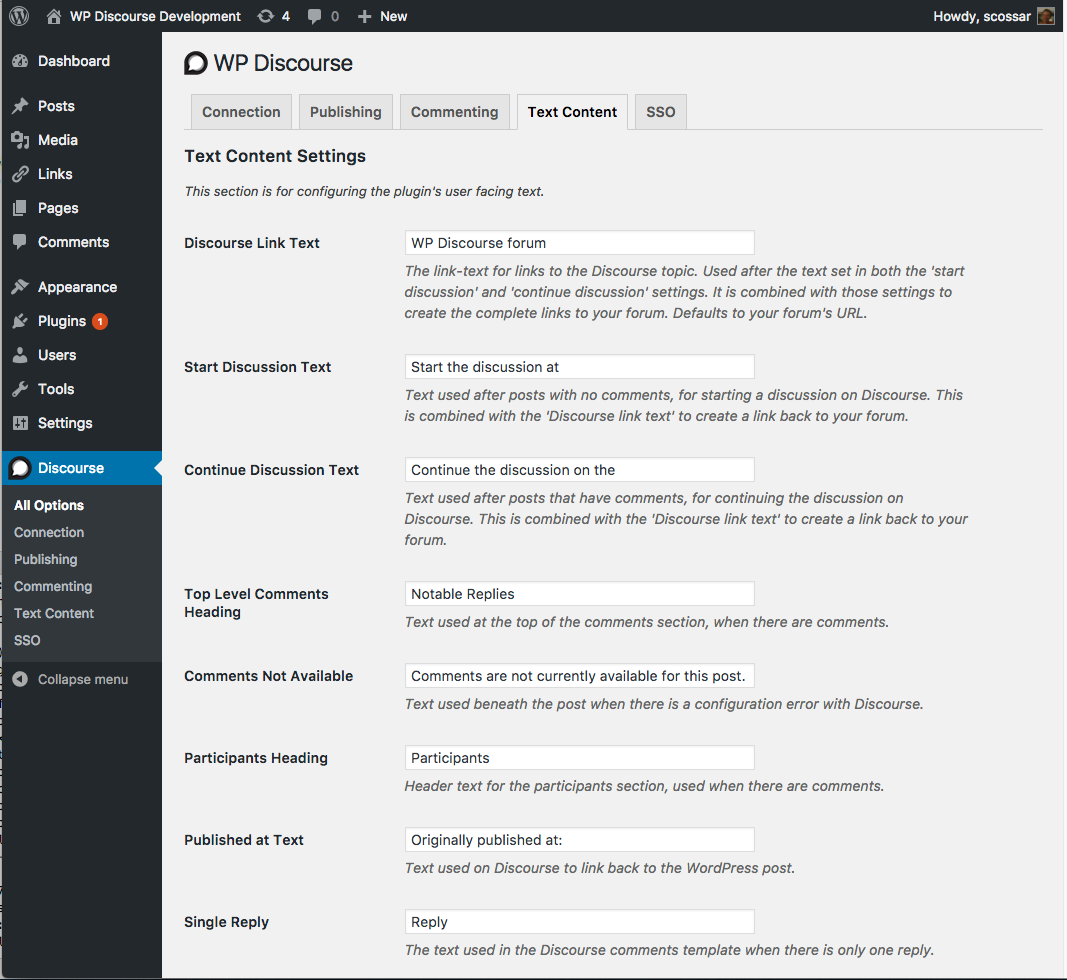 WP Discourse Development 4 0 New Howdy, scossar
Dashboard
Posts
Media
Links
Pages
Comments
Appearance
Plugins 1
Users
Tools
Settings
Discourse
All Options
Connection
Publishing
Commenting
Text Content
SSO
Collapse menu
WP Discourse
Connection Publishing Commenting Text Content SSO
Text Content Settings
This section is for configuring the plugin's user facing text.
Discourse Link Text WP Discourse forum
The link-text for links to the Discourse topic. Used after the text set in both the 'start
discussion' and 'continue discussion' settings. It is combined with those settings to
create the complete links to your forum. Defaults to your forum's URL.
Start Discussion Text Start the discussion at
Text used after posts with no comments, for starting a discussion on Discourse. This
is combined with the 'Discourse link text' to create a link back to your forum.
Continue Discussion Text Continue the discussion on the
Text used after posts that have comments, for continuing the discussion on
Discourse. This is combined with the 'Discourse link text' to create a link back to your
forum.
Top Level Comments
Heading
Notable Replies
Text used at the top of the comments section, when there are comments.
Comments Not Available Comments are not currently available for this post.
Text used beneath the post when there is a configuration error with Discourse.
Participants Heading Participants
Header text for the participants section, used when there are comments.
Published at Text Originally published at:
Text used on Discourse to link back to the WordPress post.
Single Reply Reply
The text used in the Discourse comments template when there is only one reply.